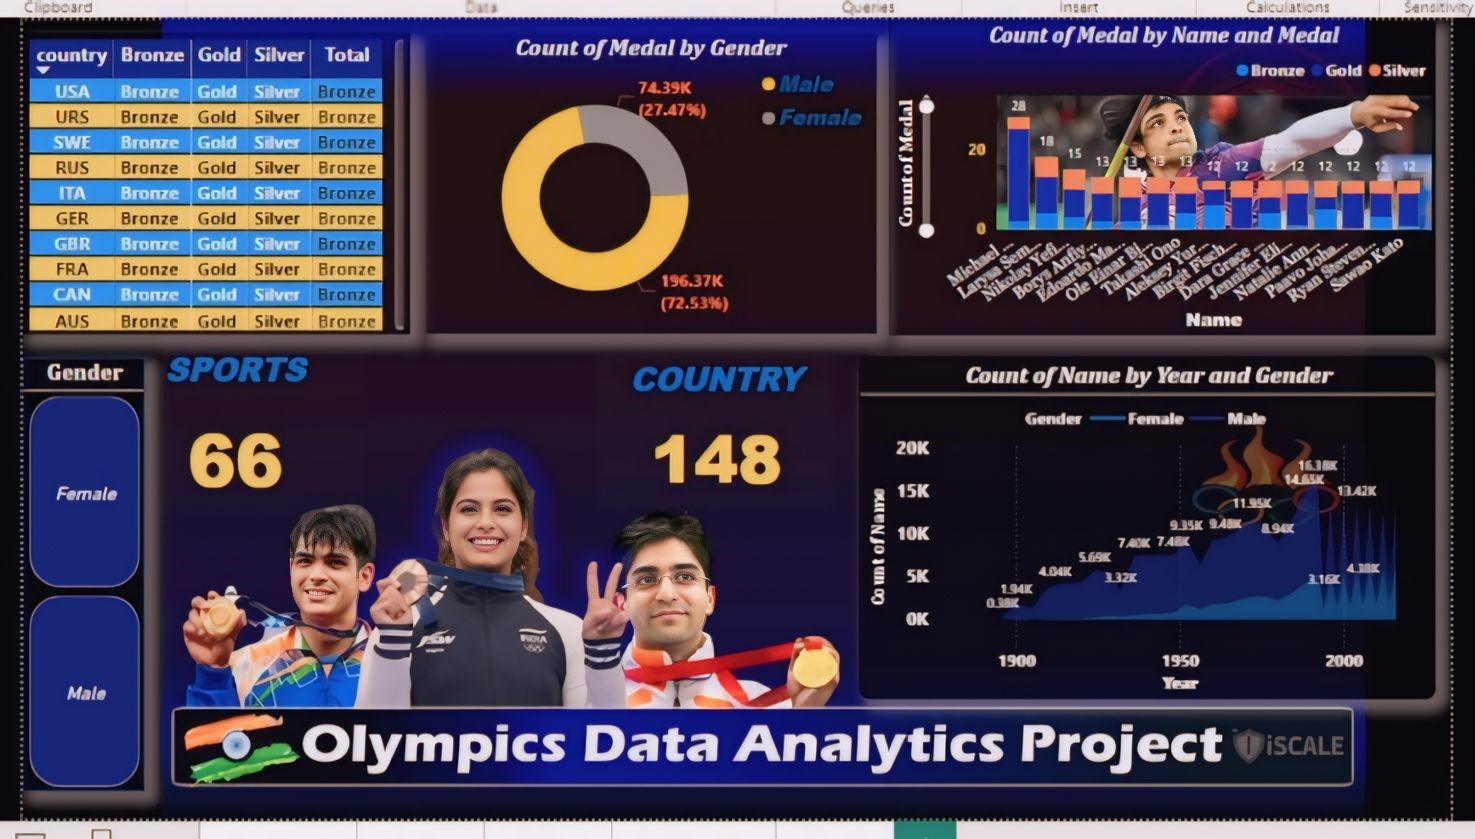 Clipboard Data Queries Insert Calculations Sensitivity
country Bronze Gold Silver Total
USA Bronze Gold Silver Bronze
URS Bronze Gold Silver Bronze
SWE Bronze Gold Silver Bronze
RUS Bronze Gold Silver Bronze
ITA Bronze Gold Silver Bronze
GER Bronze Gold Silver Bronze
GBR Bronze Gold Silver Bronze
FRA Bronze Gold Silver Bronze
CAN Bronze Gold Silver Bronze
AUS Bronze Gold Silver Bronze
Count of Medal by Gender
Male
Female
74.39K
(27.47%)
196.37K
(72.53%)
Count of Medal by Name and Medal
Bronze Gold Silver
Count of Medal
20
0
28 18 15 13 13 13 13 12 12 12 12 12 12 12 12
Michael ...
Larysa Sem...
Nikolay Yefi...
Borys Anfiy...
Edoardo Ma...
Ole Einar Bj...
Takashi Ono
Aleksey Yur...
Birgit Fisch...
Dara Grace ...
Jennifer Eli...
Natalie Ann...
Paavo Joha...
Ryan Steven...
Sawao Kato
Name
Gender
Female
Male
SPORTS
66
COUNTRY
148
JSW
Count of Name by Year and Gender
Gender Female Male
Count of Name
20K
15K
10K
5K
0K
0.38K
1.94K
4.04K
5.69K
3.32K
7.40K
7.48K
9.35K
9.48K
11.95K
8.94K
14.65K
16.18K
3.16K
13.42K
4.38K
1900 1950 2000
Year
Olympics Data Analytics Project
iSCALE